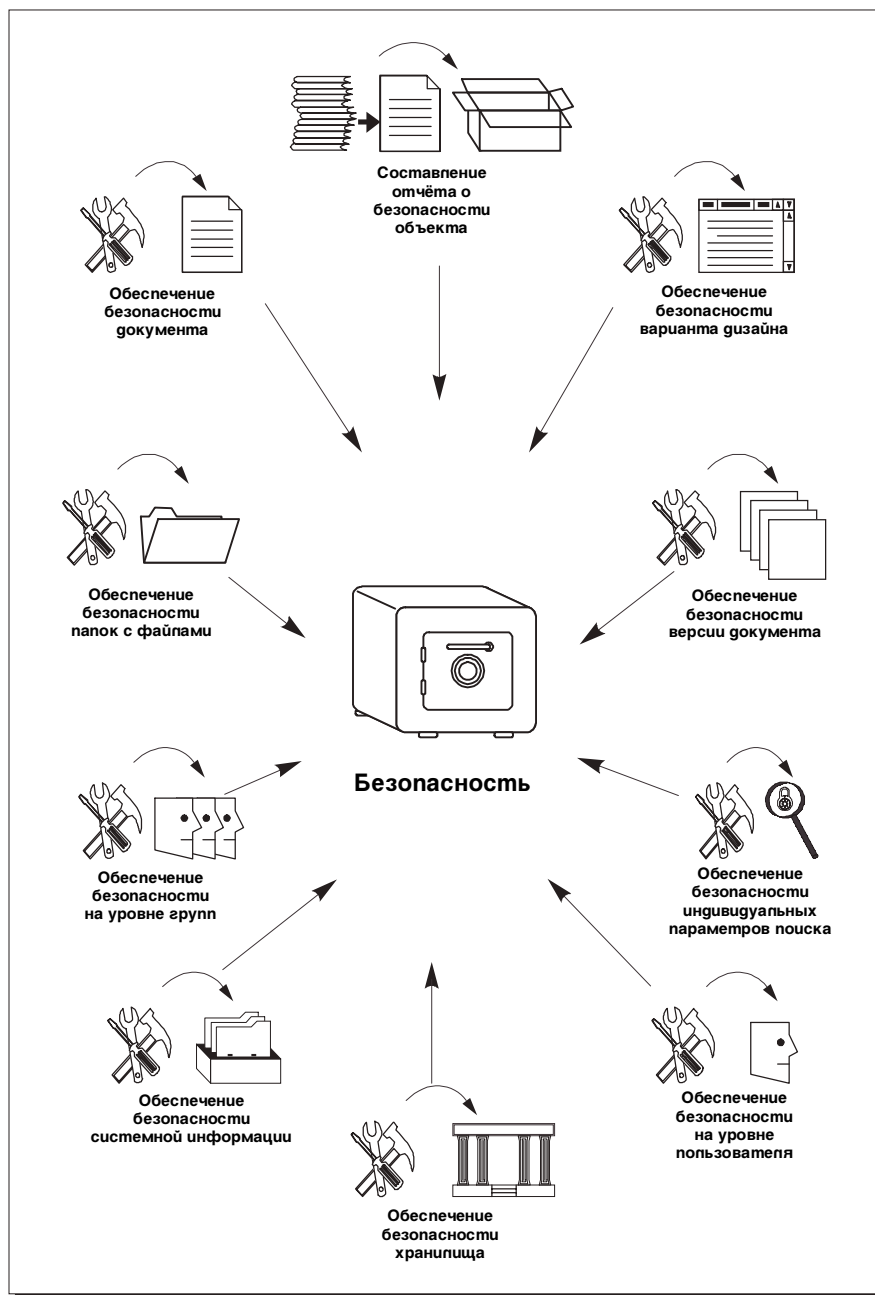 Составление
отчёта о
безопасности
объекта
Обеспечение
безопасности
документа
Обеспечение
безопасности
варианта дизайна
Обеспечение
безопасности
папок с файлами
Обеспечение
безопасности
версии документа
Безопасность
Обеспечение
безопасности
на уровне групп
Обеспечение
безопасности
индивидуальных
параметров поиска
Обеспечение
безопасности
системной информации
Обеспечение
безопасности
на уровне
пользователя
Обеспечение
безопасности
хранилища